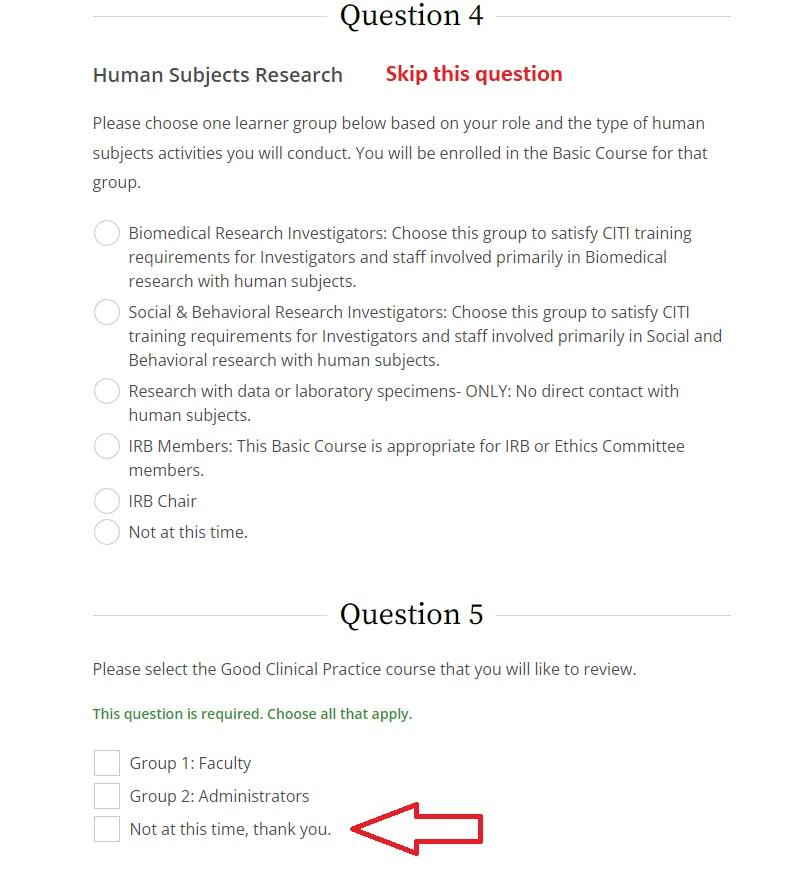 Question 4
Human Subjects Research Skip this question
Please choose one learner group below based on your role and the type of human
subjects activities you will conduct. You will be enrolled in the Basic Course for that
group.
Biomedical Research Investigators: Choose this group to satisfy CITI training
requirements for Investigators and staff involved primarily in Biomedical
research with human subjects.
Social & Behavioral Research Investigators: Choose this group to satisfy CITI
training requirements for Investigators and staff involved primarily in Social and
Behavioral research with human subjects.
Research with data or laboratory specimens- ONLY: No direct contact with
human subjects.
IRB Members: This Basic Course is appropriate for IRB or Ethics Committee
members.
IRB Chair
Not at this time.
Question 5
Please select the Good Clinical Practice course that you will like to review.
This question is required. Choose all that apply.
Group 1: Faculty
Group 2: Administrators
Not at this time, thank you.